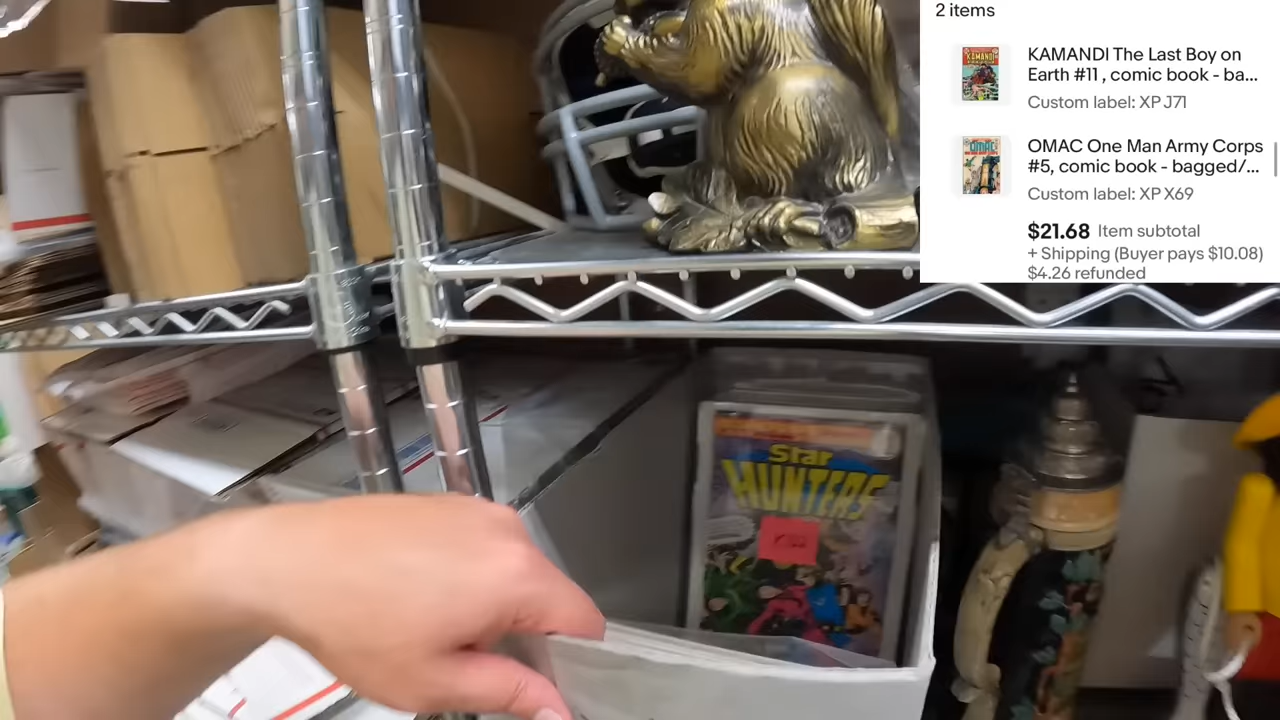 2 items
KAMANDI The Last Boy on
Earth #11 , comic book - ba...
Custom label: XP J71
OMAC One Man Army Corps
#5, comic book - bagged/...
Custom label: XP X69
$21.68 Item subtotal
+ Shipping (Buyer pays $10.08)
$4.26 refunded
KAMANDI
OMAC
Star
HUNTERS